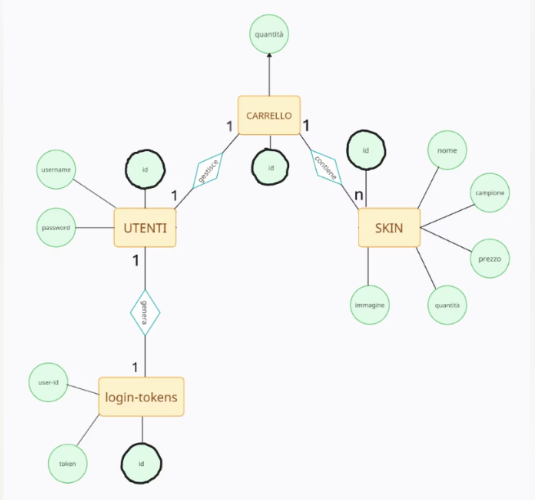 quantità
CARRELLO
1
1
gestisce
id
contiene
id
nome
username
id
campione
1
n
password
UTENTI
SKIN
1
prezzo
immagine
quantità
genera
1
user-id
login-tokens
token
id